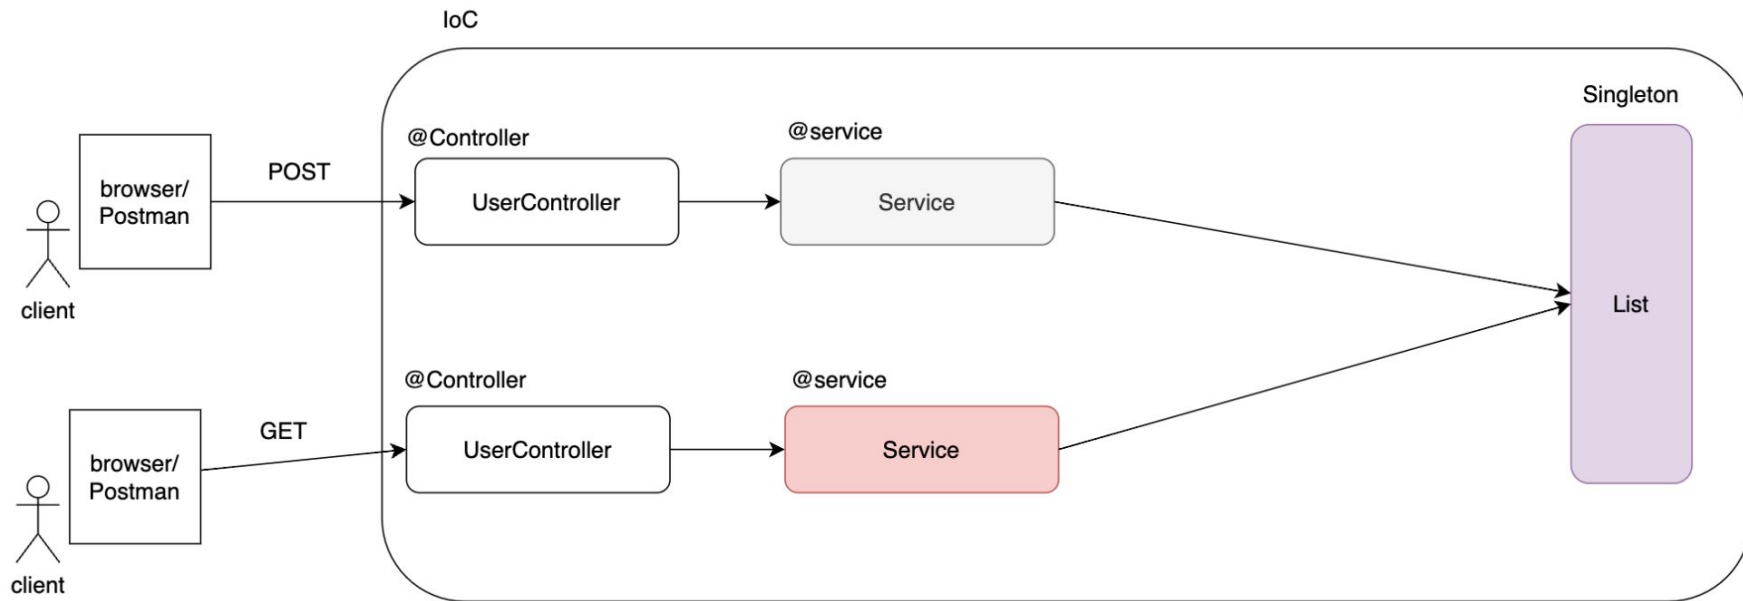 IoC
Singleton
@Controller
@service
browser/
Postman
POST
UserController
Service
client
List
@Controller
@service
browser/
Postman
GET
UserController
Service
client